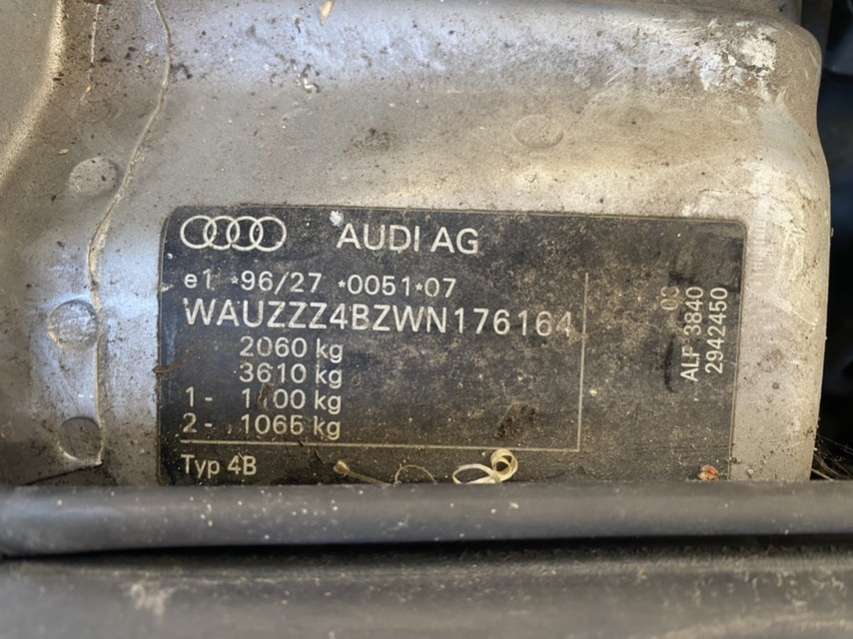 AUDI AG
e1 *96/27 *0051*07
WAUZZZ4BZWN176164
2060 kg
3610 kg
1 - 1100 kg
2 - 1065 kg
Typ 4B
ALP 3840
2942450